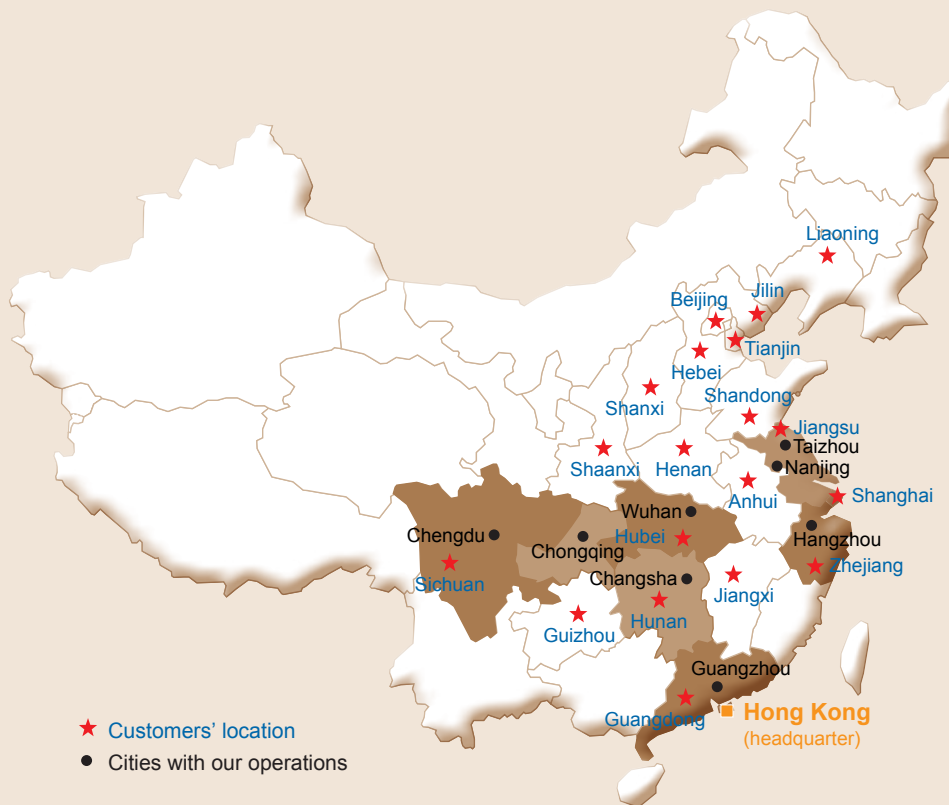 Liaoning
Beijing
Jilin
Tianjin
Hebei
Shandong
Shanxi
Jiangsu
Taizhou
Shaanxi
Henan
Nanjing
Anhui
Shanghai
Wuhan
Chengdu
Hubei
Hangzhou
Chongqing
Zhejiang
Changsha
Sichuan
Jiangxi
Hunan
Guizhou
Guangzhou
Guangdong
Hong Kong
(headquarter)
Customers’ location
Cities with our operations